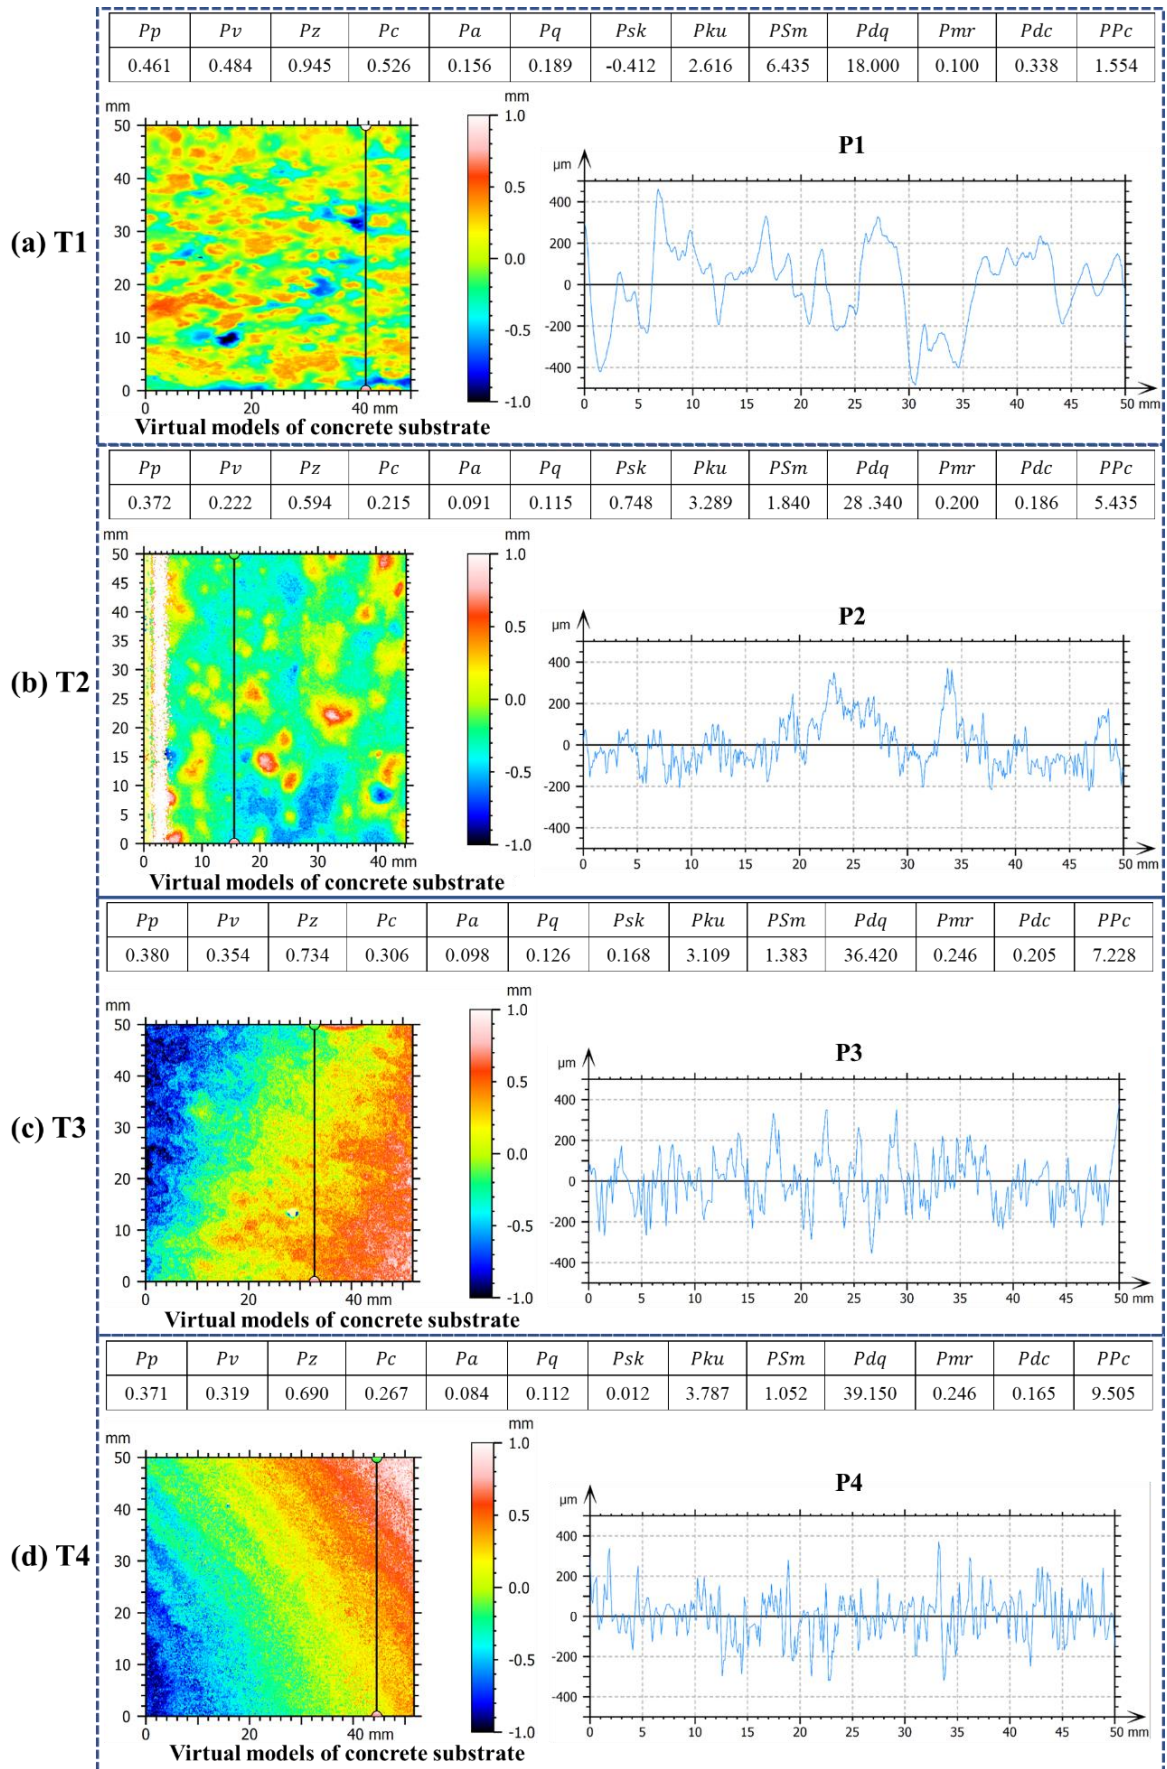 Pp Pv Pz Pc Pa Pq Psk Pku PSm Pdq Pmr Pdc PPc
0.461 0.484 0.945 0.526 0.156 0.189 -0.412 2.616 6.435 18.000 0.100 0.338 1.554
(a) T1
mm
50
40
30
20
10
0
0 20 40 mm
mm
1.0
0.5
0.0
-0.5
-1.0
Virtual models of concrete substrate
P1
µm
400
200
0
-200
-400
0 5 10 15 20 25 30 35 40 45 50 mm
Pp Pv Pz Pc Pa Pq Psk Pku PSm Pdq Pmr Pdc PPc
0.372 0.222 0.594 0.215 0.091 0.115 0.748 3.289 1.840 28 .340 0.200 0.186 5.435
(b) T2
mm
50
45
40
35
30
25
20
15
10
5
0
0 10 20 30 40 mm
mm
1.0
0.5
0.0
-0.5
-1.0
Virtual models of concrete substrate
P2
µm
400
200
0
-200
-400
0 5 10 15 20 25 30 35 40 45 50 mm
Pp Pv Pz Pc Pa Pq Psk Pku PSm Pdq Pmr Pdc PPc
0.380 0.354 0.734 0.306 0.098 0.126 0.168 3.109 1.383 36.420 0.246 0.205 7.228
(c) T3
mm
50
40
30
20
10
0
0 20 40 mm
mm
1.0
0.5
0.0
-0.5
-1.0
Virtual models of concrete substrate
P3
µm
400
200
0
-200
-400
0 5 10 15 20 25 30 35 40 45 50 mm
Pp Pv Pz Pc Pa Pq Psk Pku PSm Pdq Pmr Pdc PPc
0.371 0.319 0.690 0.267 0.084 0.112 0.012 3.787 1.052 39.150 0.246 0.165 9.505
(d) T4
mm
50
40
30
20
10
0
0 20 40 mm
mm
1.0
0.5
0.0
-0.5
-1.0
Virtual models of concrete substrate
P4
µm
400
200
0
-200
-400
0 5 10 15 20 25 30 35 40 45 50 mm